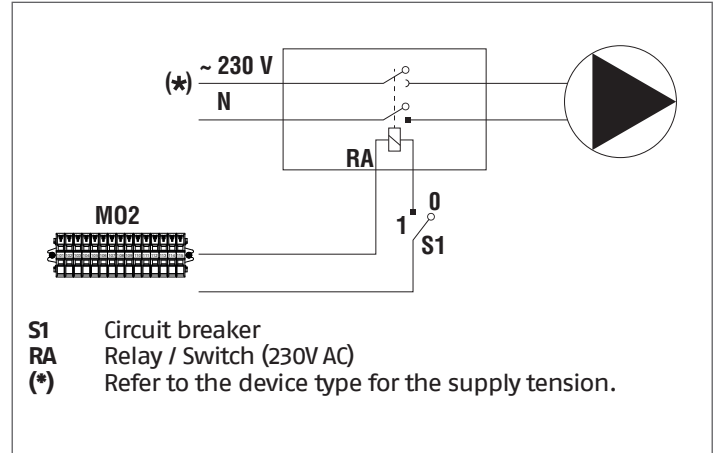 ~ 230 V
(*)
N
RA
MO2
0
1
S1
S1 Circuit breaker
RA Relay / Switch (230V AC)
(*) Refer to the device type for the supply tension.